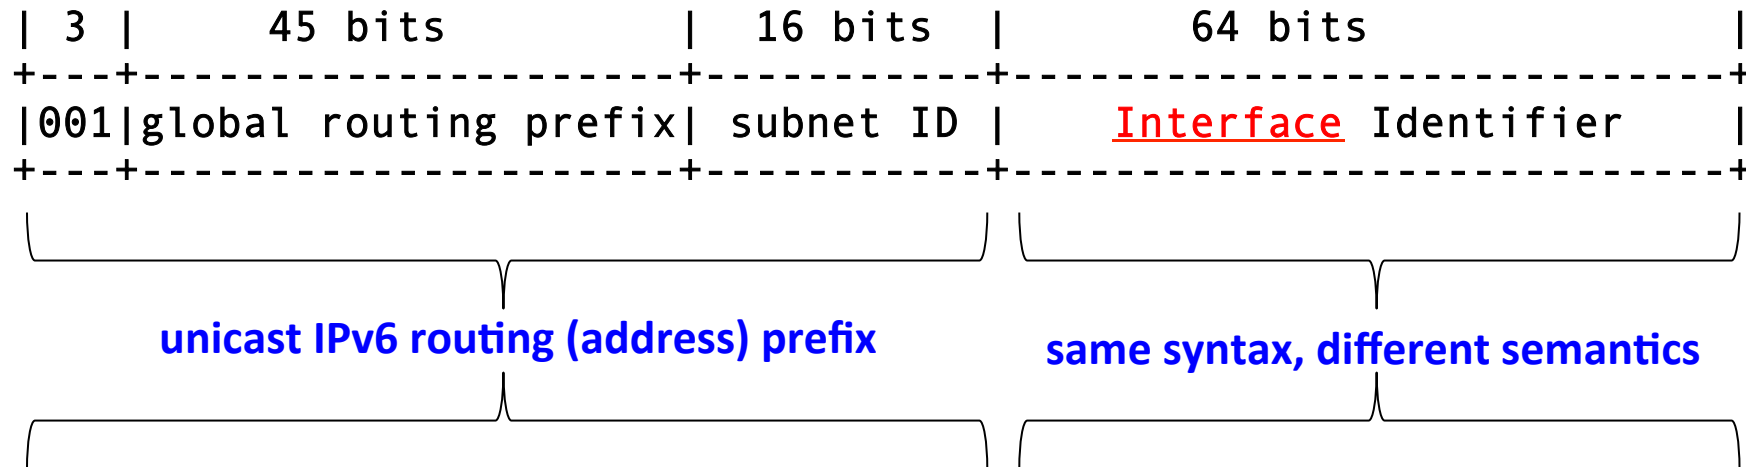 | 3 |     45 bits         |  16 bits  |       64 bits              |
+---+---------------------+-----------+----------------------------+
|001|global routing prefix| subnet ID |   Interface Identifier     |
+---+---------------------+-----------+----------------------------+
unicast IPv6 routing (address) prefix
same syntax, different semantics